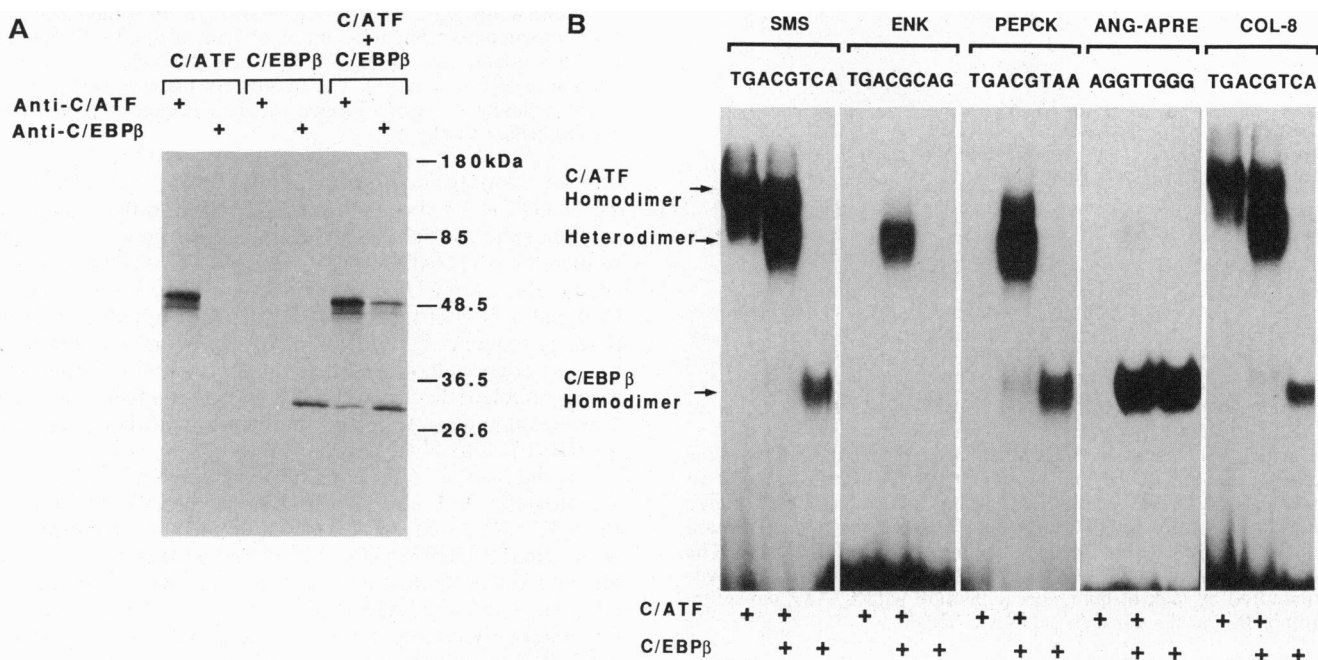 A
C/ATF
+
C/ATF C/EBPβ C/EBPβ
Anti-C/ATF + + +
Anti-C/EBPβ + + +
180kDa
85
48.5
36.5
26.6
B
SMS ENK PEPCK ANG-APRE COL-8
TGACGTCA TGACGCAG TGACGTAA AGGTTGGG TGACGTCA
C/ATF
Homodimer
Heterodimer
C/EBPβ
Homodimer
C/ATF + + + + + + + + + +
C/EBPβ + + + + + + + + + +